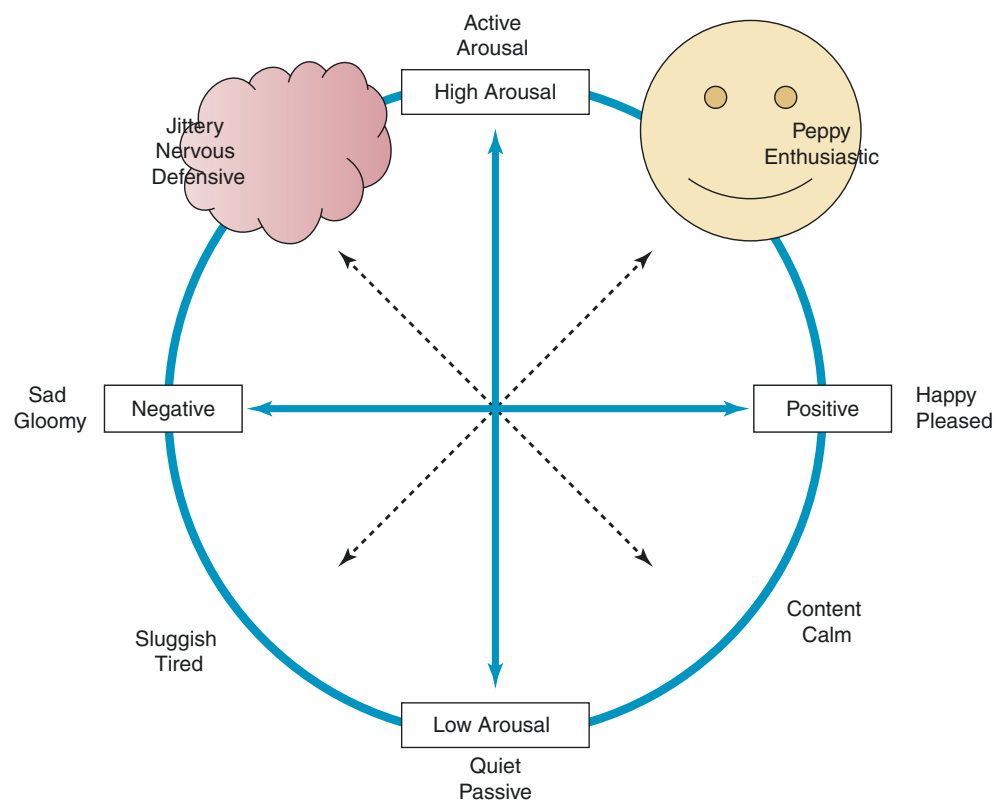 Active
Arousal
High Arousal
Jittery
Nervous
Defensive
Peppy
Enthusiastic
Sad
Gloomy
Negative
Positive
Happy
Pleased
Sluggish
Tired
Content
Calm
Low Arousal
Quiet
Passive